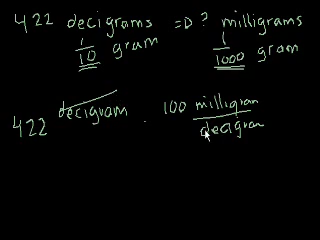 422 decigrams => ? milligrams
1/10 gram 1/1000 gram
422 decigram . 100 milligram/decigram